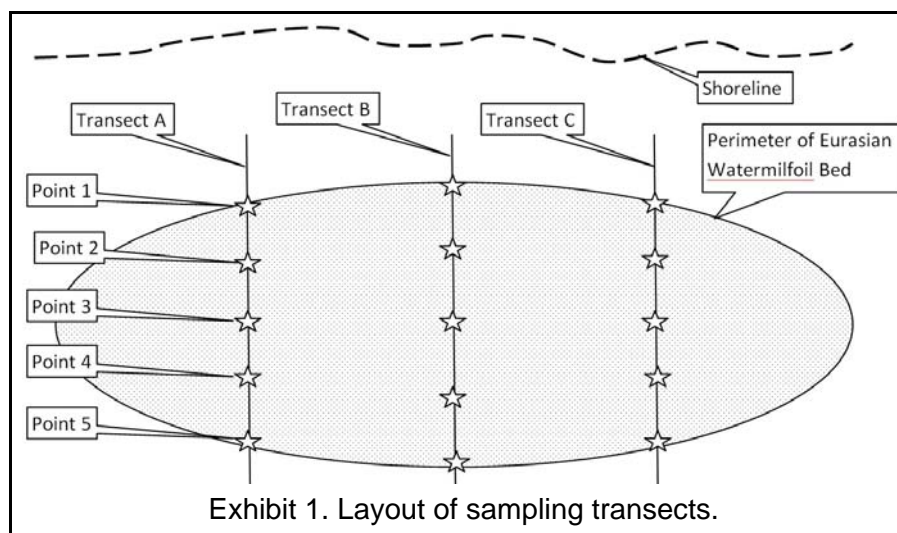 Shoreline
Transect A
Transect B
Transect C
Perimeter of Eurasian
Watermilfoil Bed
Point 1
Point 2
Point 3
Point 4
Point 5
Exhibit 1. Layout of sampling transects.